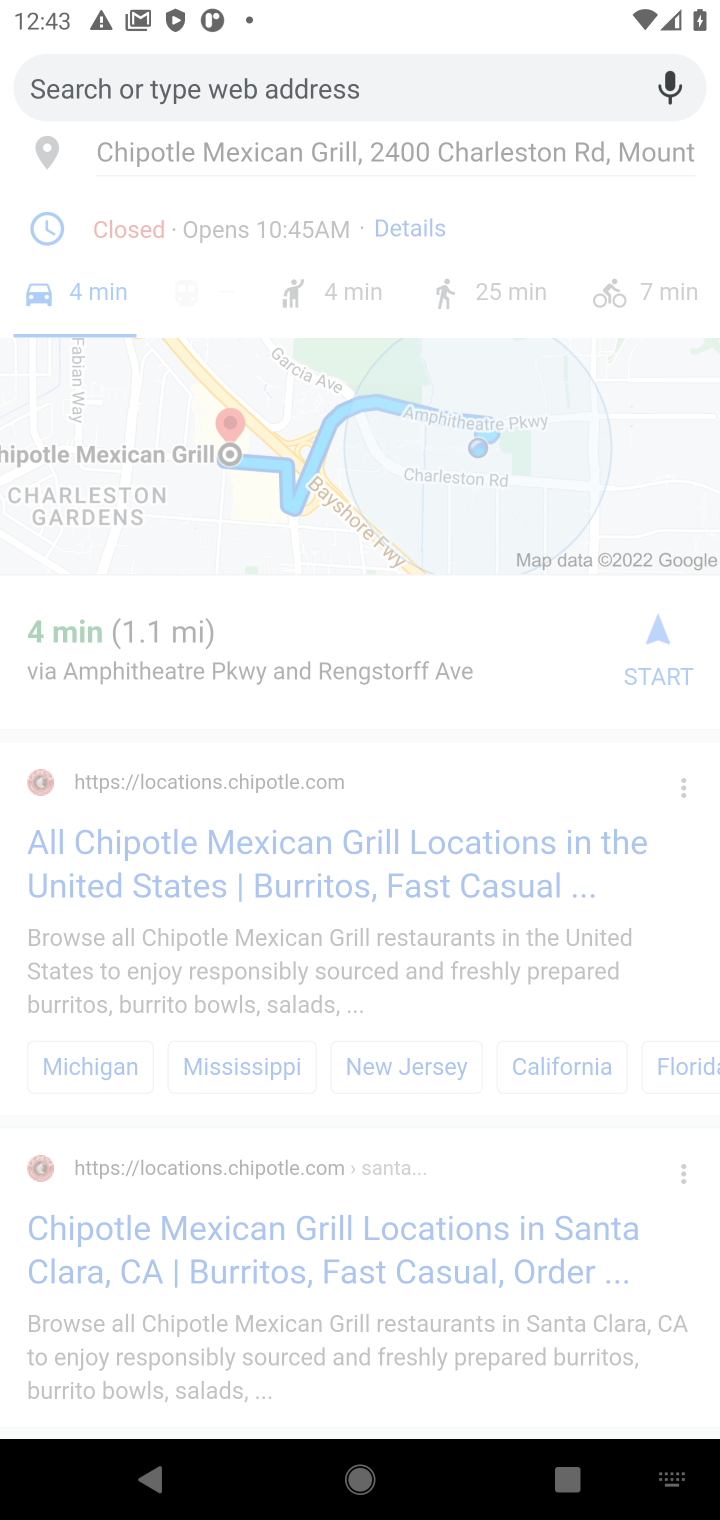 12:43
Search or type web address
Chipotle Mexican Grill, 2400 Charleston Rd, Mount
Closed · Opens 10:45AM · Details
4 min
4 min
25 min
7 min
Fabian Way
Garcia Ave
Amphitheatre Pkwy
hipotle Mexican Grill
Charleston Rd
CHARLESTON
GARDENS
Bayshore Fwy
Map data ©2022 Google
4 min (1.1 mi)
via Amphitheatre Pkwy and Rengstorff Ave
START
https://locations.chipotle.com
All Chipotle Mexican Grill Locations in the
United States | Burritos, Fast Casual ...
Browse all Chipotle Mexican Grill restaurants in the United
States to enjoy responsibly sourced and freshly prepared
burritos, burrito bowls, salads, ...
Michigan
Mississippi
New Jersey
California
Florida
https://locations.chipotle.com › santa...
Chipotle Mexican Grill Locations in Santa
Clara, CA | Burritos, Fast Casual, Order ...
Browse all Chipotle Mexican Grill restaurants in Santa Clara, CA
to enjoy responsibly sourced and freshly prepared burritos,
burrito bowls, salads, ...